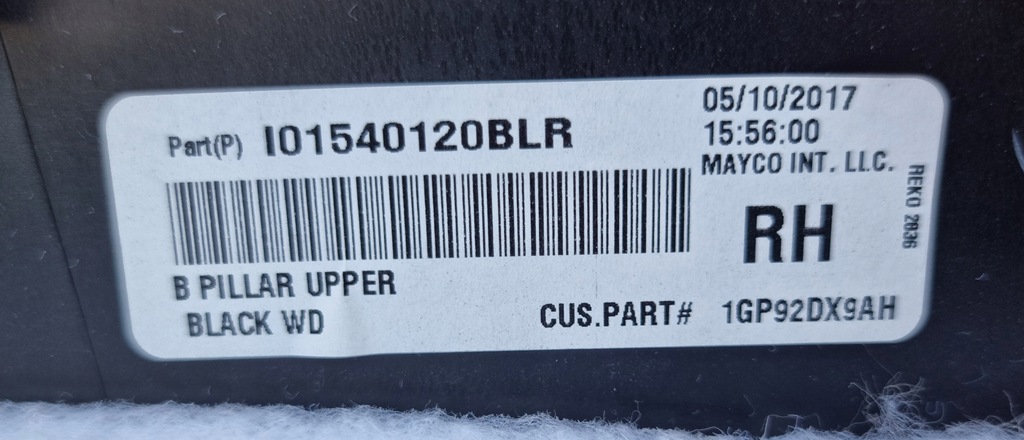 05/10/2017
Part(P) I01540120BLR
15:56:00
MAYCO INT. LLC.
REKO 2836
RH
B PILLAR UPPER
BLACK WD
CUS.PART# 1GP92DX9AH